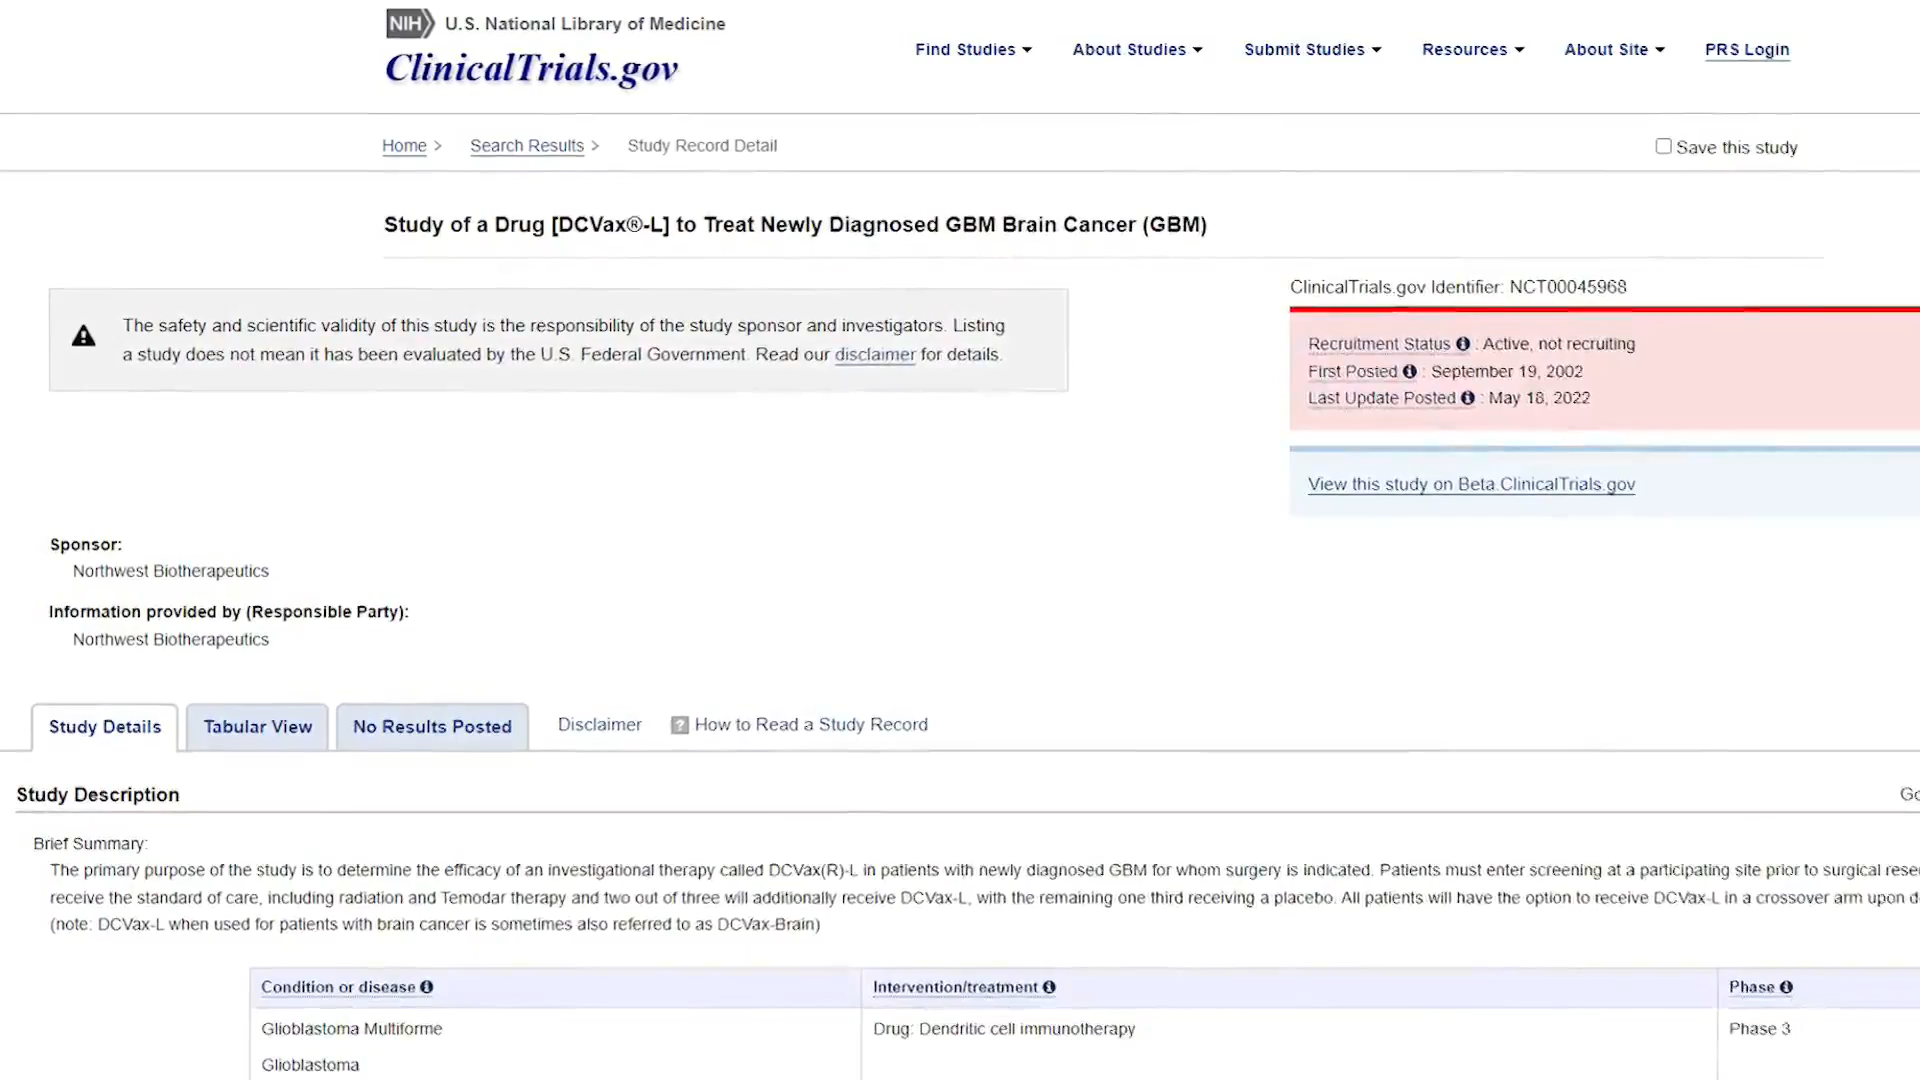 NIH U.S. National Library of Medicine
ClinicalTrials.gov
Find Studies About Studies Submit Studies Resources About Site PRS Login
Home > Search Results > Study Record Detail
Save this study
Study of a Drug [DCVax®-L] to Treat Newly Diagnosed GBM Brain Cancer (GBM)
The safety and scientific validity of this study is the responsibility of the study sponsor and investigators. Listing
a study does not mean it has been evaluated by the U.S. Federal Government. Read our disclaimer for details.
ClinicalTrials.gov Identifier: NCT00045968
Recruitment Status : Active, not recruiting
First Posted : September 19, 2002
Last Update Posted : May 18, 2022
View this study on Beta.ClinicalTrials.gov
Sponsor:
Northwest Biotherapeutics
Information provided by (Responsible Party):
Northwest Biotherapeutics
Study Details Tabular View No Results Posted Disclaimer How to Read a Study Record
Study Description
Brief Summary:
The primary purpose of the study is to determine the efficacy of an investigational therapy called DCVax(R)-L in patients with newly diagnosed GBM for whom surgery is indicated. Patients must enter screening at a participating site prior to surgical
receive the standard of care, including radiation and Temodar therapy and two out of three will additionally receive DCVax-L, with the remaining one third receiving a placebo. All patients will have the option to receive DCVax-L in a crossover arm upon
(note: DCVax-L when used for patients with brain cancer is sometimes also referred to as DCVax-Brain)
Condition or disease Intervention/treatment Phase
Glioblastoma Multiforme Drug: Dendritic cell immunotherapy Phase 3
Glioblastoma